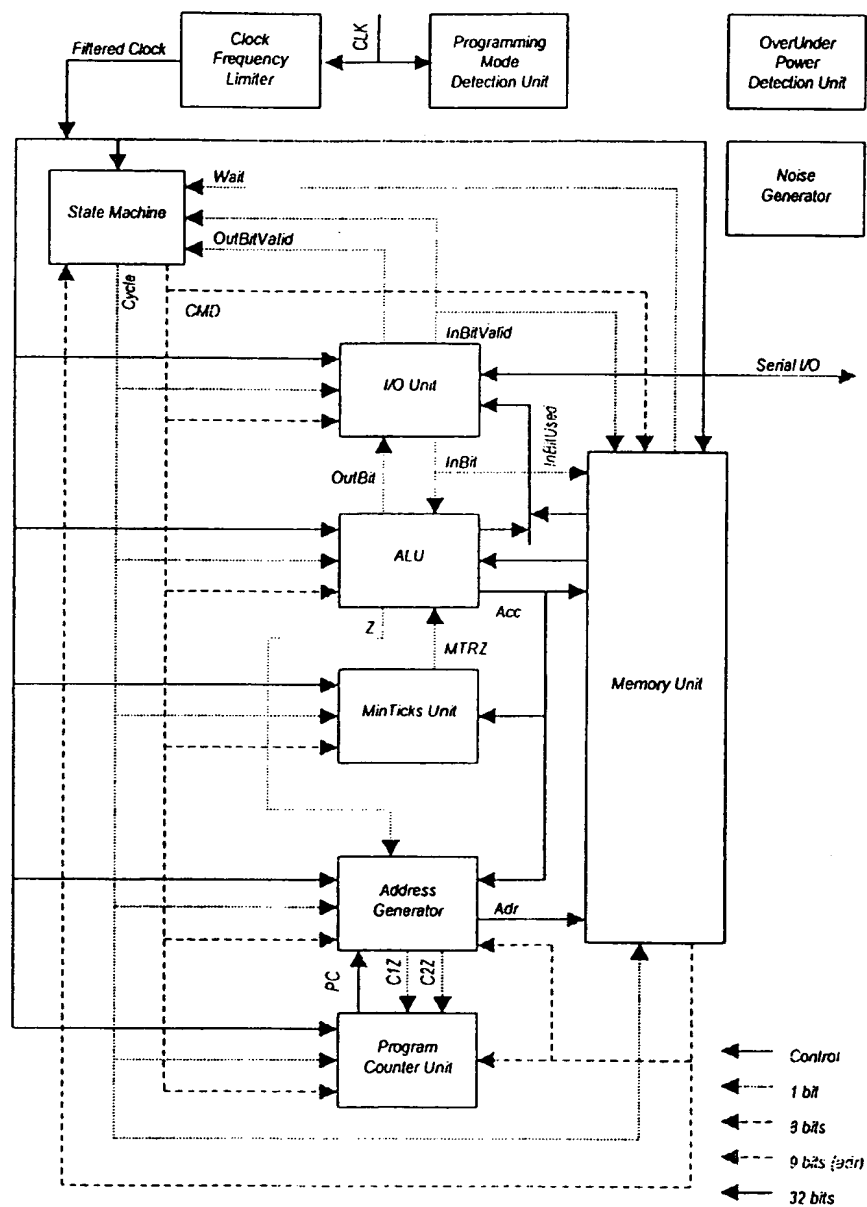 Filtered Clock
Clock
Frequency
Limiter
CLK
Programming
Mode
Detection Unit
OverUnder
Power
Detection Unit
State Machine
Wait
Noise
Generator
OutBitValid
Cycle
CMD
InBitValid
I/O Unit
Serial I/O
OutBit
InBit
InBitUsed
ALU
Z
Acc
MTRZ
Memory Unit
MinTicks Unit
Address
Generator
Adr
PC
C1Z
C2Z
Program
Counter Unit
Control
1 bit
8 bits
9 bits (adr)
32 bits